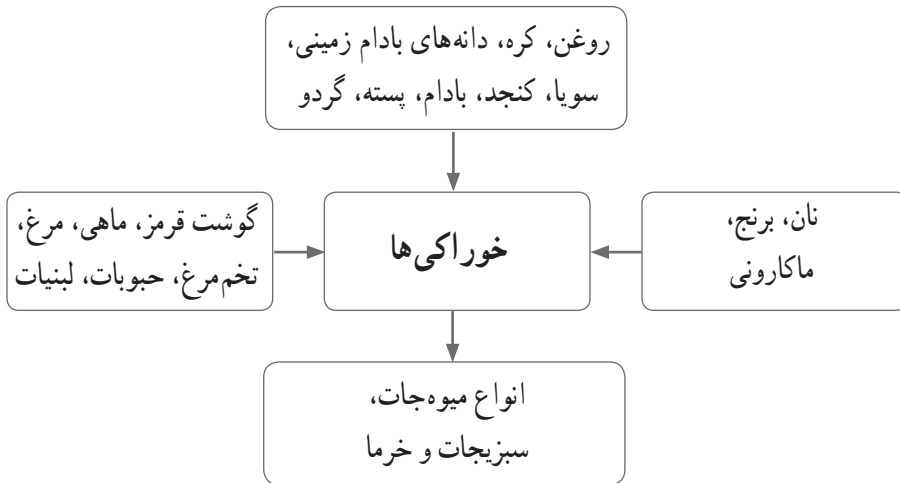 روغن، کره، دانه‌های بادام زمینی،
سویا، کنجد، بادام، پسته، گردو
نان، برنج،
ماکارونی
خوراکی‌ها
گوشت قرمز، ماهی، مرغ،
تخم‌مرغ، حبوبات، لبنیات
انواع میوه‌جات،
سبزیجات و خرما